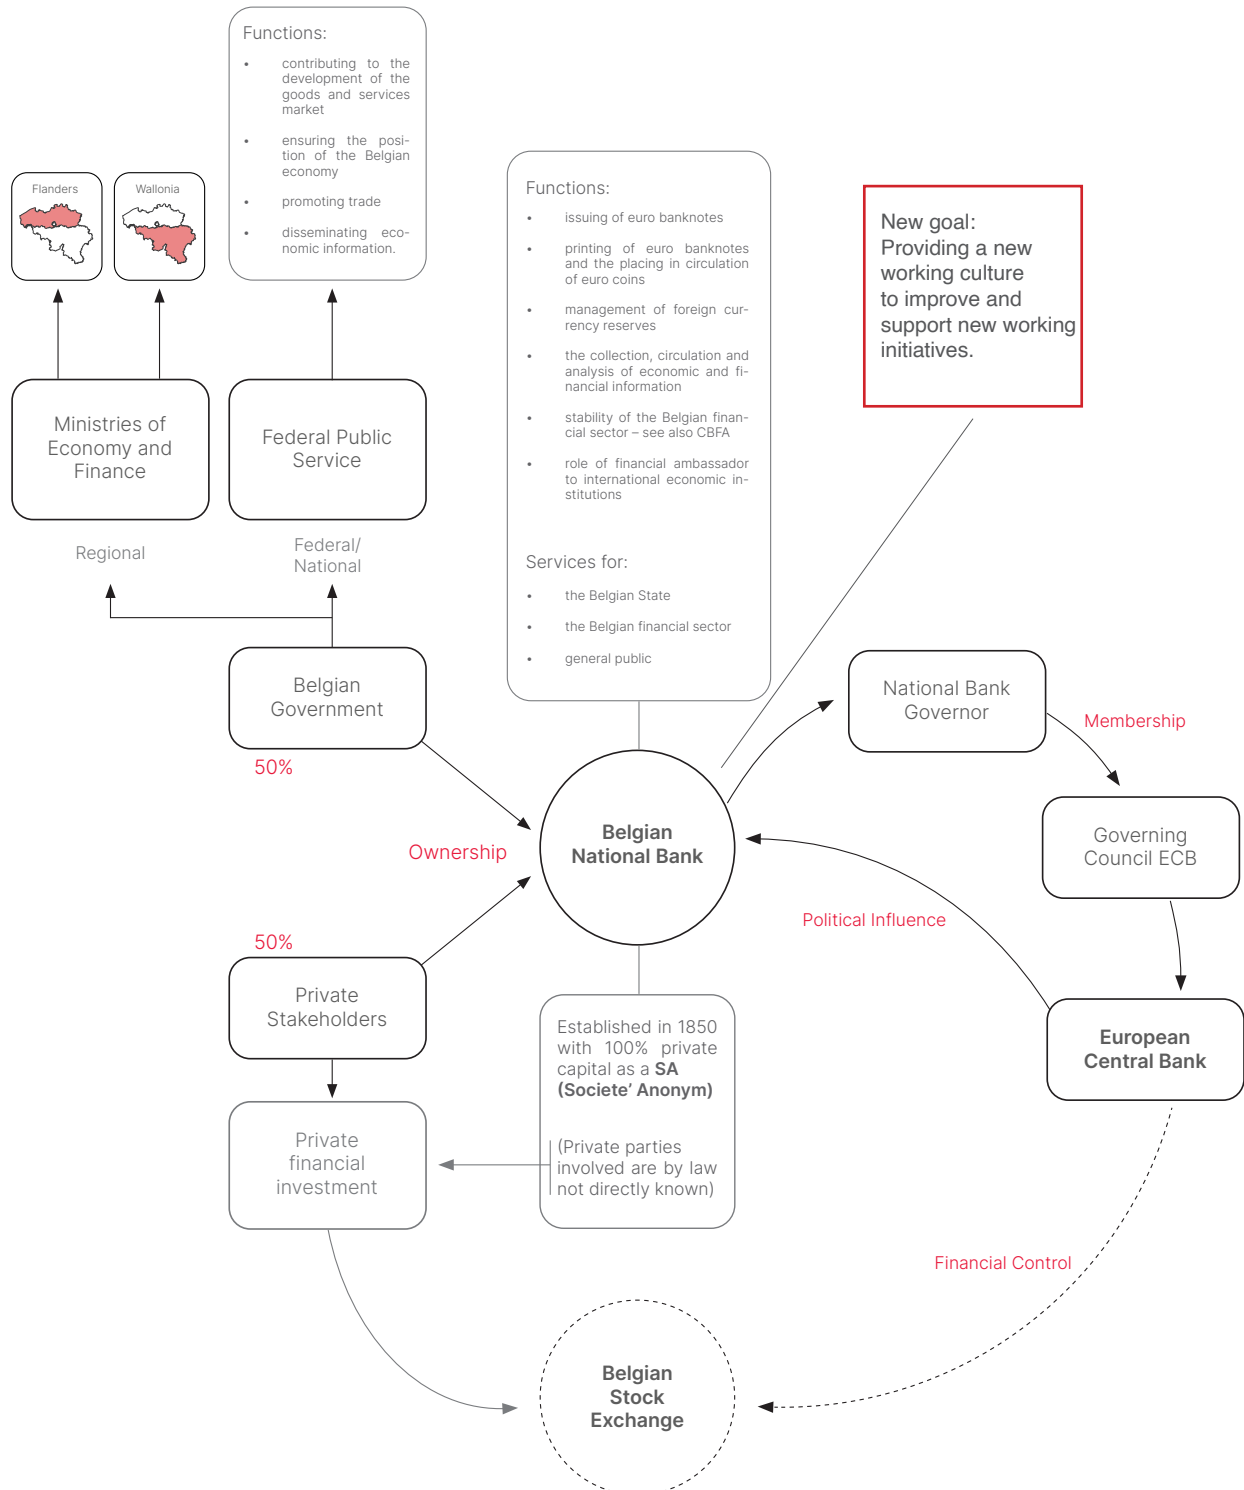 Functions:
• contributing to the
development of the
goods and services
market
• ensuring the posi-
tion of the Belgian
economy
• promoting trade
• disseminating eco-
nomic information.
Flanders
Wallonia
Ministries of
Economy and
Finance
Federal Public
Service
Regional
Federal/
National
Belgian
Government
50%
Functions:
• issuing of euro banknotes
• printing of euro banknotes
and the placing in circulation
of euro coins
• management of foreign cur-
rency reserves
• the collection, circulation and
analysis of economic and fi-
nancial information
• stability of the Belgian finan-
cial sector – see also CBFA
• role of financial ambassador
to international economic in-
stitutions
Services for:
• the Belgian State
• the Belgian financial sector
• general public
New goal:
Providing a new
working culture
to improve and
support new working
initiatives.
National Bank
Governor
Membership
Governing
Council ECB
Belgian
National Bank
Ownership
Political Influence
50%
Private
Stakeholders
European
Central Bank
Established in 1850
with 100% private
capital as a SA
(Societe’ Anonym)
(Private parties
involved are by law
not directly known)
Private
financial
investment
Financial Control
Belgian
Stock
Exchange